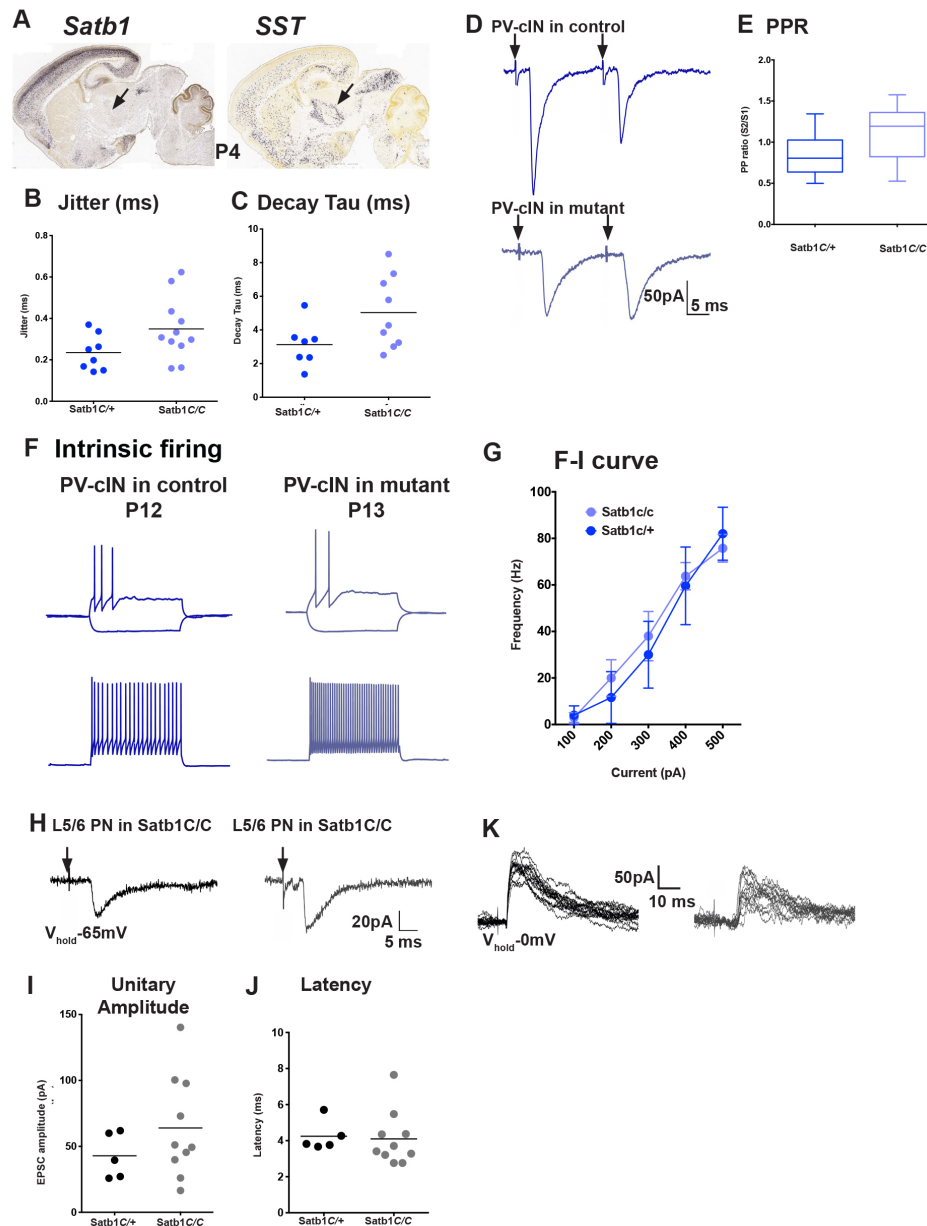 A
Satb1
SST
P4
B Jitter (ms)
0.8
0.6
0.4
0.2
0.0
Jitter (ms)
Satb1C/+
Satb1C/C
C Decay Tau (ms)
10
8
6
4
2
0
Decay Tau (ms)
Satb1C/+
Satb1C/C
D
PV-cIN in control
PV-cIN in mutant
50pA
5 ms
E PPR
2.0
1.5
1.0
0.5
0.0
PP ratio (S2/S1)
Satb1C/+
Satb1C/C
F Intrinsic firing
PV-cIN in control
P12
PV-cIN in mutant
P13
G
F-I curve
100
80
60
40
20
0
Frequency (Hz)
Satb1c/c
Satb1c/+
100
200
300
400
500
Current (pA)
H L5/6 PN in Satb1C/C
L5/6 PN in Satb1C/C
Vhold-65mV
20pA
5 ms
K
50pA
10 ms
Vhold-0mV
I Unitary
Amplitude
150
100
50
0
EPSC amplitude (pA)
Satb1C/+
Satb1C/C
J Latency
10
8
6
4
2
0
Latency (ms)
Satb1C/+
Satb1C/C